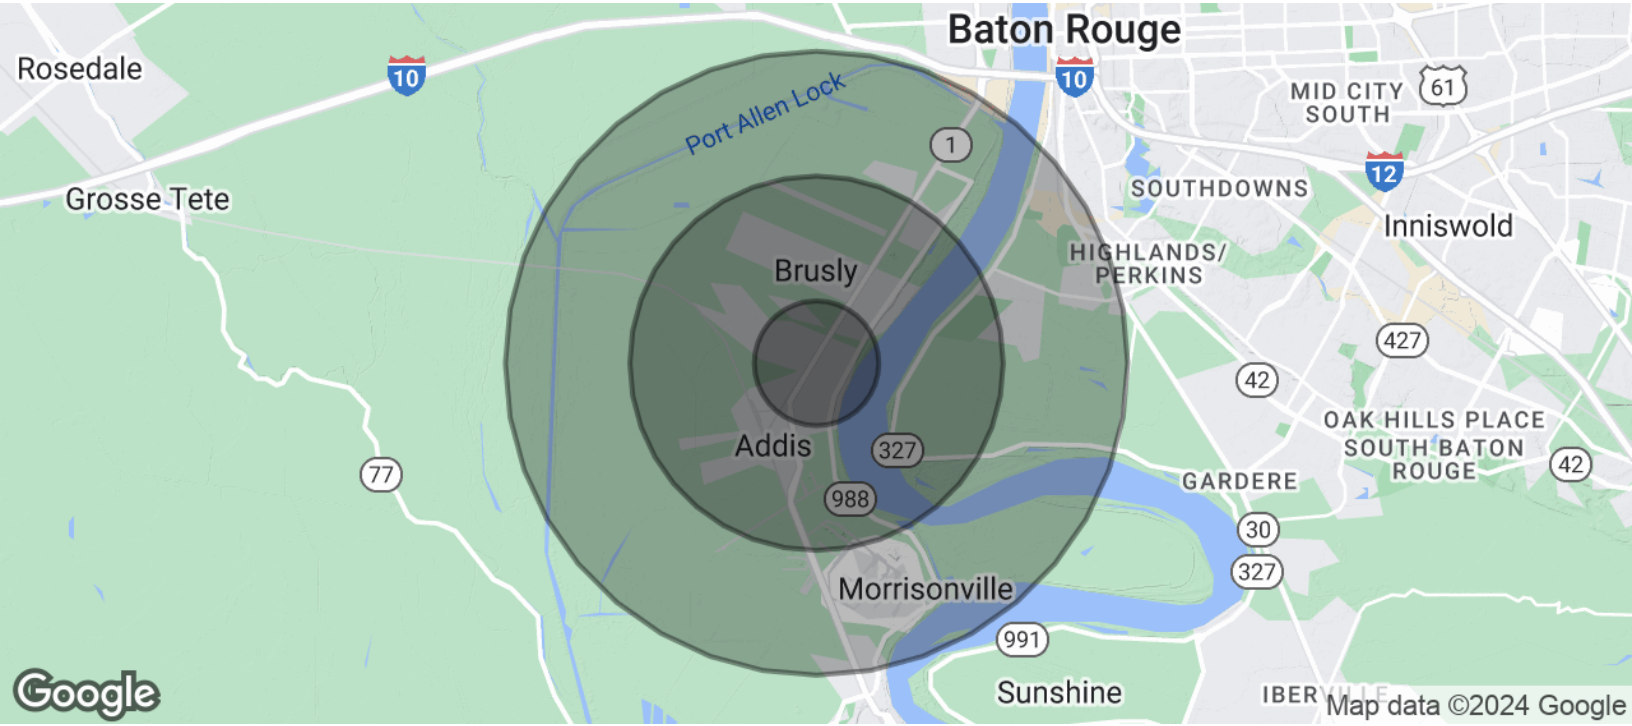 Baton Rouge
Rosedale
10
10
61
MID CITY
SOUTH
Port Allen Lock
1
12
SOUTHDOWNS
Grosse Tete
Inniswold
HIGHLANDS/
PERKINS
Brusly
427
42
OAK HILLS PLACE
SOUTH BATON
ROUGE
Addis
327
42
77
GARDERE
988
30
327
Morrisonville
991
Sunshine
IBERVILLE
Google
Map data ©2024 Google